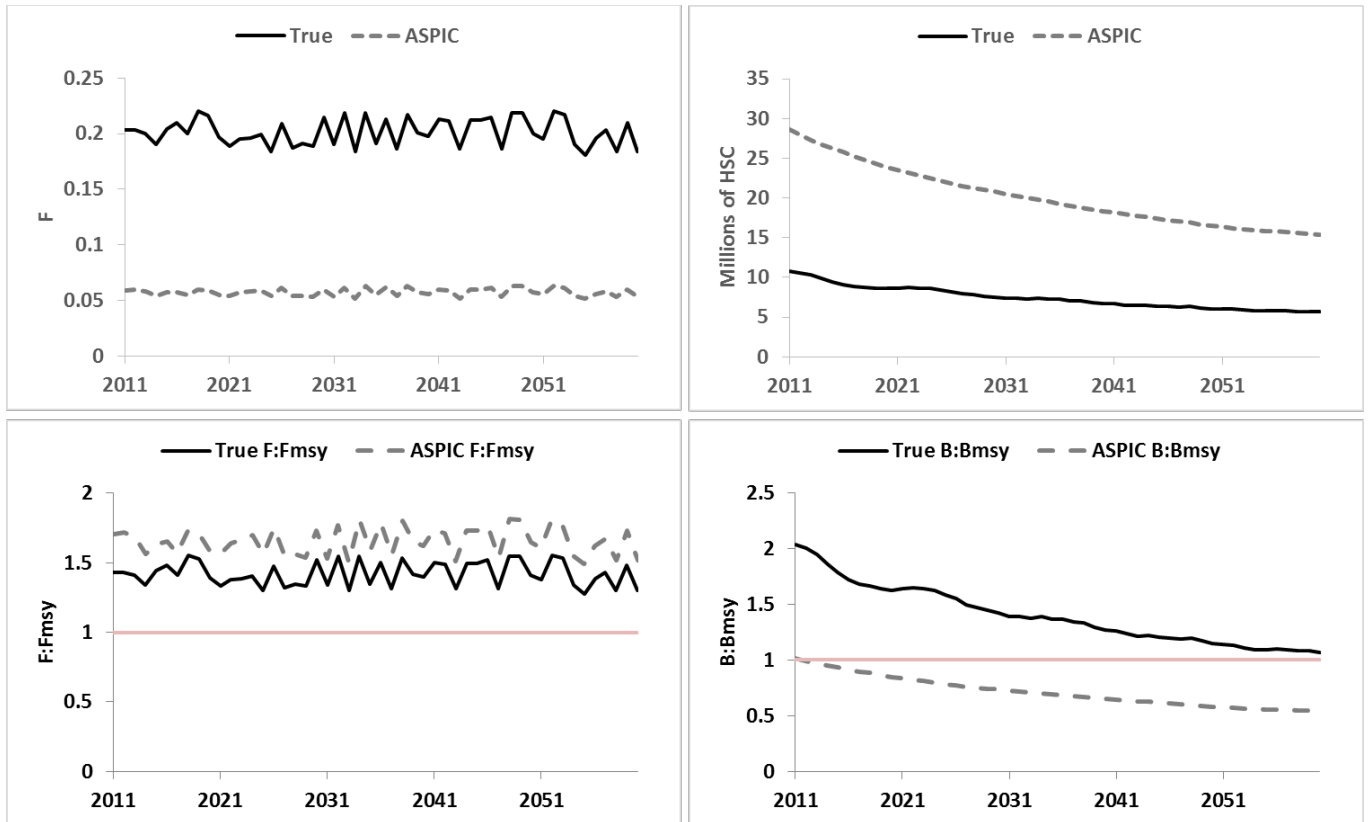 True ASPIC
0.25
0.2
0.15
0.1
0.05
0
F
2011 2021 2031 2041 2051
True ASPIC
35
30
25
20
15
10
5
0
Millions of HSC
2011 2021 2031 2041 2051
True F:Fmsy ASPIC F:Fmsy
2
1.5
1
0.5
0
F:Fmsy
2011 2021 2031 2041 2051
True B:Bmsy ASPIC B:Bmsy
2.5
2
1.5
1
0.5
0
B:Bmsy
2011 2021 2031 2041 2051